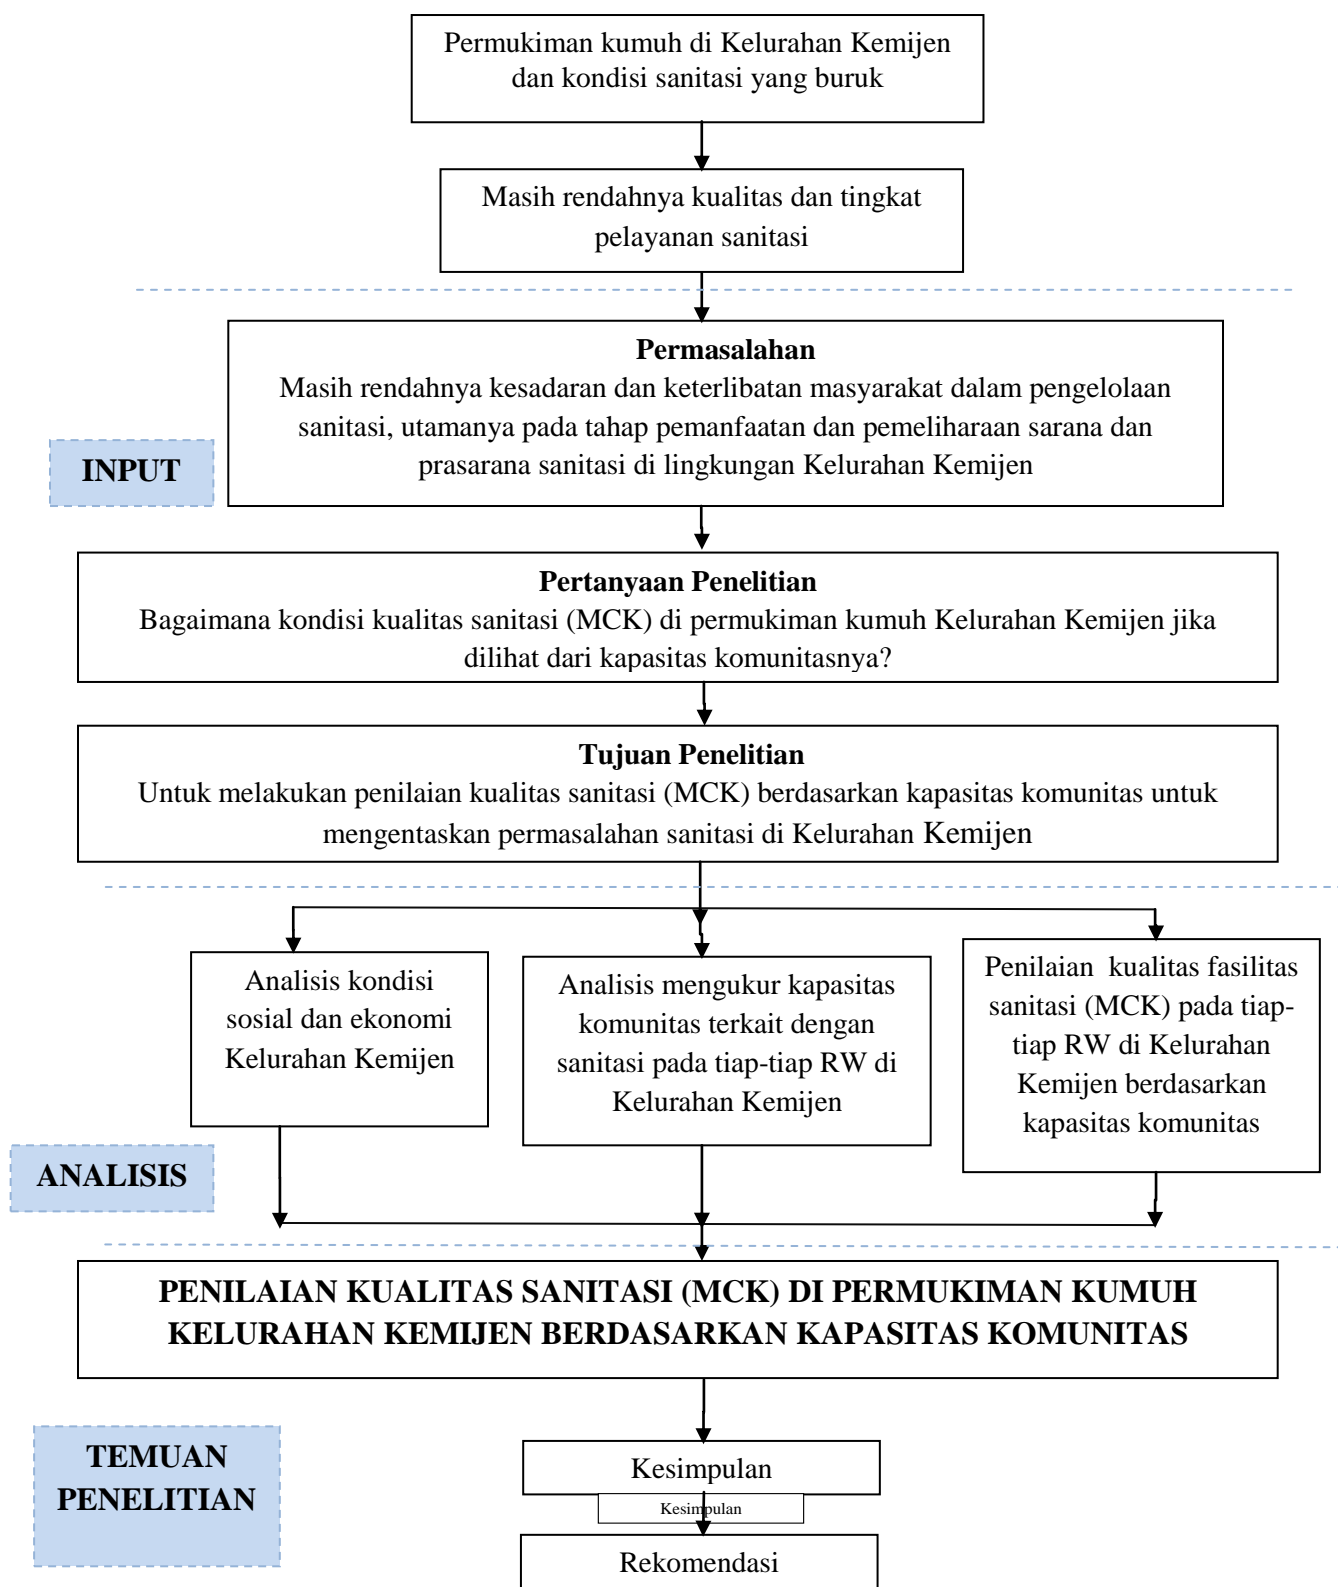 Permukiman kumuh di Kelurahan Kemijen
dan kondisi sanitasi yang buruk
Masih rendahnya kualitas dan tingkat
pelayanan sanitasi
Permasalahan
Masih rendahnya kesadaran dan keterlibatan masyarakat dalam pengelolaan
sanitasi, utamanya pada tahap pemanfaatan dan pemeliharaan sarana dan
prasarana sanitasi di lingkungan Kelurahan Kemijen
INPUT
Pertanyaan Penelitian
Bagaimana kondisi kualitas sanitasi (MCK) di permukiman kumuh Kelurahan Kemijen jika
dilihat dari kapasitas komunitasnya?
Tujuan Penelitian
Untuk melakukan penilaian kualitas sanitasi (MCK) berdasarkan kapasitas komunitas untuk
mengentaskan permasalahan sanitasi di Kelurahan Kemijen
Analisis kondisi
sosial dan ekonomi
Kelurahan Kemijen
Analisis mengukur kapasitas
komunitas terkait dengan
sanitasi pada tiap-tiap RW di
Kelurahan Kemijen
Penilaian  kualitas fasilitas
sanitasi (MCK) pada tiap-
tiap RW di Kelurahan
Kemijen berdasarkan
kapasitas komunitas
ANALISIS
PENILAIAN KUALITAS SANITASI (MCK) DI PERMUKIMAN KUMUH
KELURAHAN KEMIJEN BERDASARKAN KAPASITAS KOMUNITAS
TEMUAN
PENELITIAN
Kesimpulan
Kesimpulan
Rekomendasi